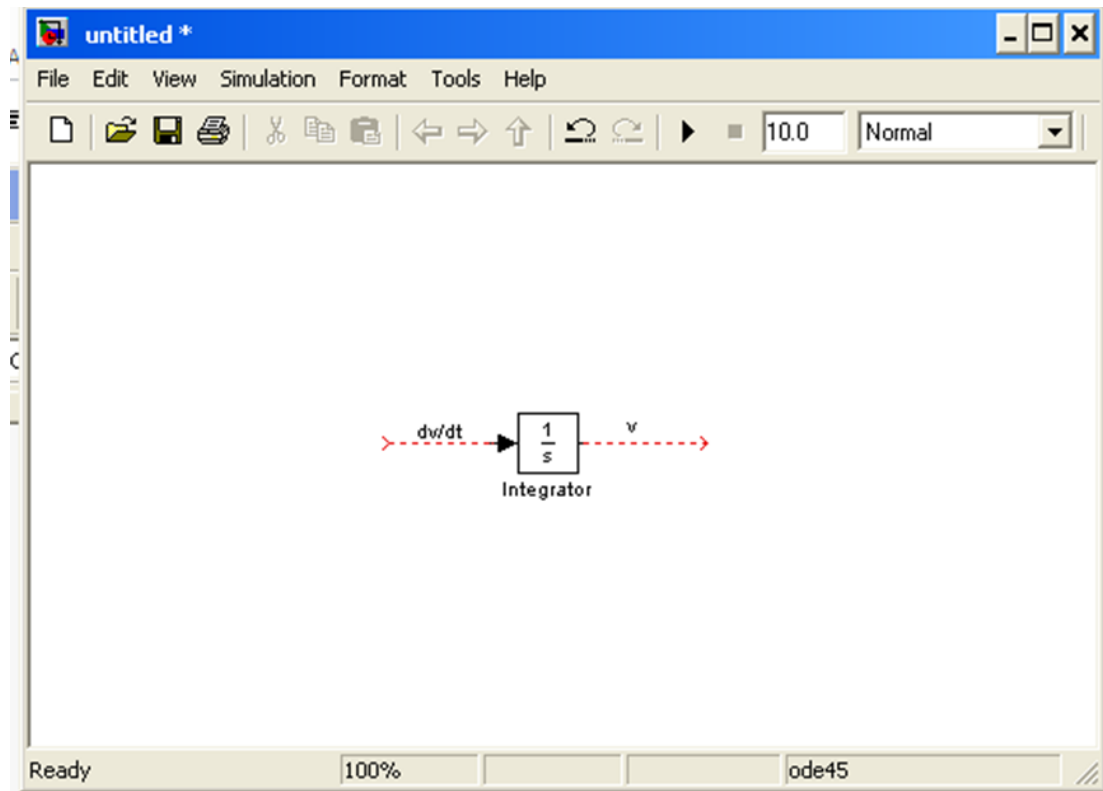 untitled *
File Edit View Simulation Format Tools Help
10.0 Normal
dv/dt 1 v
s
Integrator
Ready 100% ode45